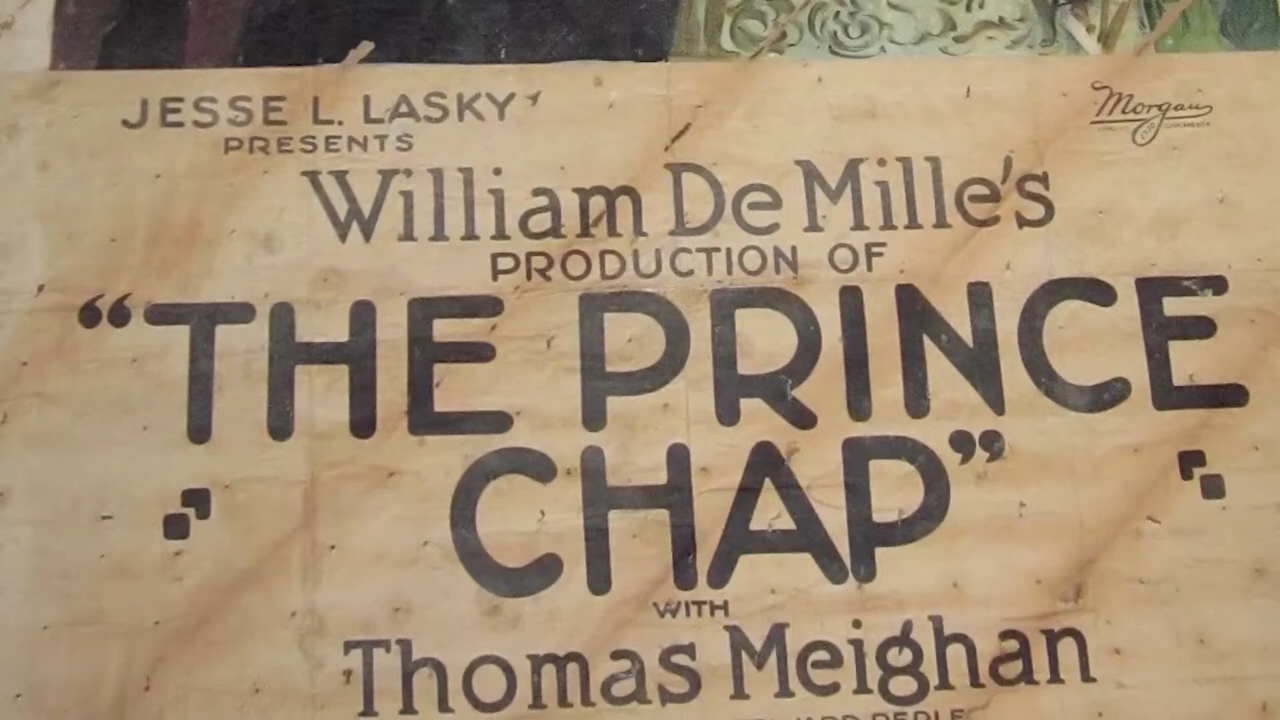 JESSE L. LASKY
PRESENTS
Morgan
William DeMille's
PRODUCTION OF
“THE PRINCE
CHAP”
WITH
Thomas Meighan